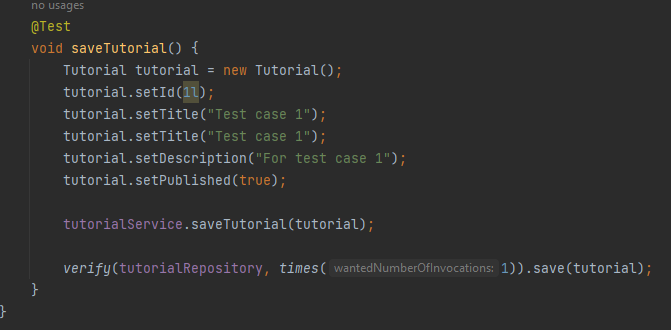 no usages
@Test
void saveTutorial() {
Tutorial tutorial = new Tutorial();
tutorial.setId(1l);
tutorial.setTitle("Test case 1");
tutorial.setTitle("Test case 1");
tutorial.setDescription("For test case 1");
tutorial.setPublished(true);
tutorialService.saveTutorial(tutorial);
verify(tutorialRepository, times( wantedNumberOfInvocations: 1)).save(tutorial);
}
}